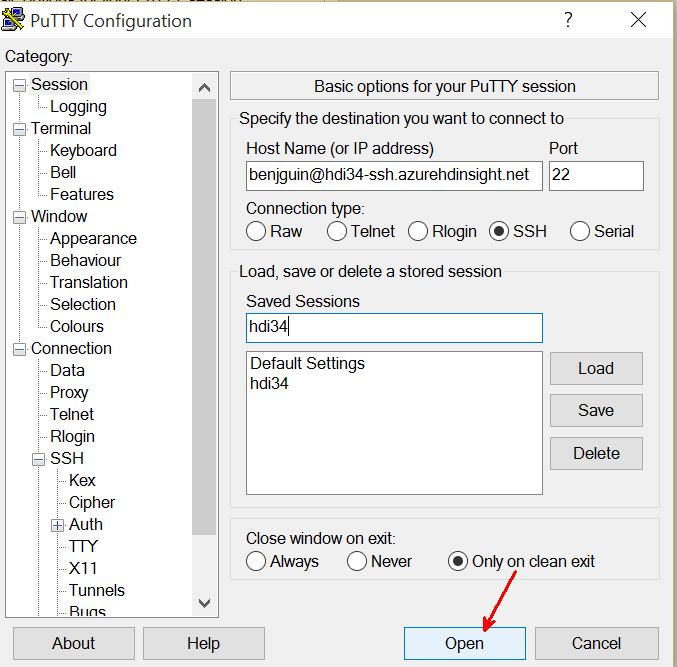 PuTTY Configuration
?
Category:
Session
Logging
Terminal
Keyboard
Bell
Features
Window
Appearance
Behaviour
Translation
Selection
Colours
Connection
Data
Proxy
Telnet
Rlogin
SSH
Kex
Cipher
Auth
TTY
X11
Tunnels
Bugs
Basic options for your PuTTY session
Specify the destination you want to connect to
Host Name (or IP address) Port
benjguin@hdi34-ssh.azurehdinsight.net 22
Connection type:
Raw Telnet Rlogin SSH Serial
Load, save or delete a stored session
Saved Sessions
hdi34
Default Settings
hdi34
Load
Save
Delete
Close window on exit:
Always Never Only on clean exit
About Help Open Cancel